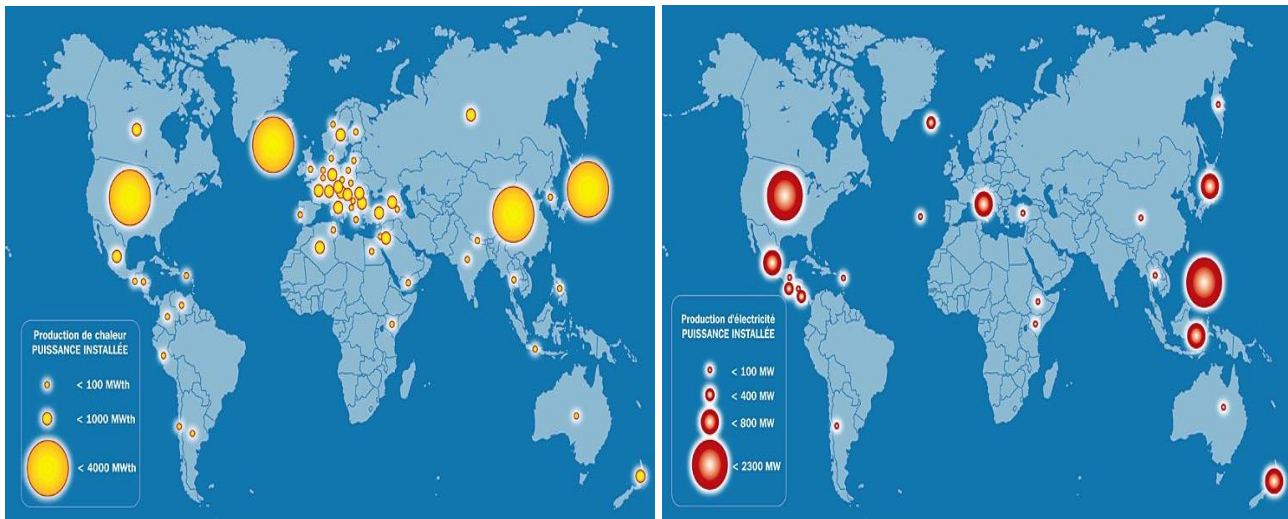 Production de chaleur
PUISSANCE INSTALLÉE
< 100 MWth
< 1000 MWth
< 4000 MWth
Production d'électricité
PUISSANCE INSTALLÉE
< 100 MW
< 400 MW
< 800 MW
< 2300 MW